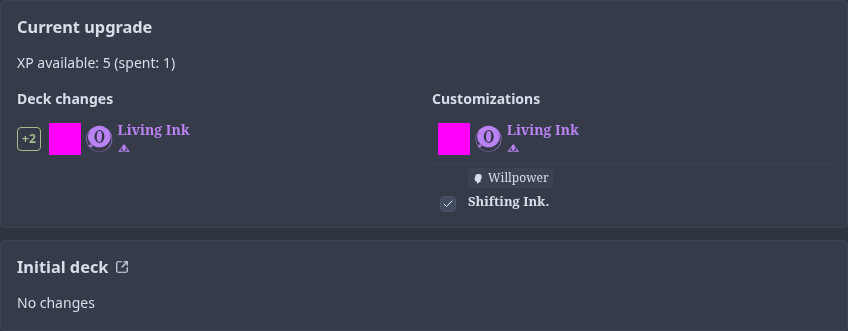 Current upgrade
XP available: 5 (spent: 1)
Deck changes
+2
Living Ink
Customizations
Living Ink
Willpower
Shifting Ink.
Initial deck
No changes